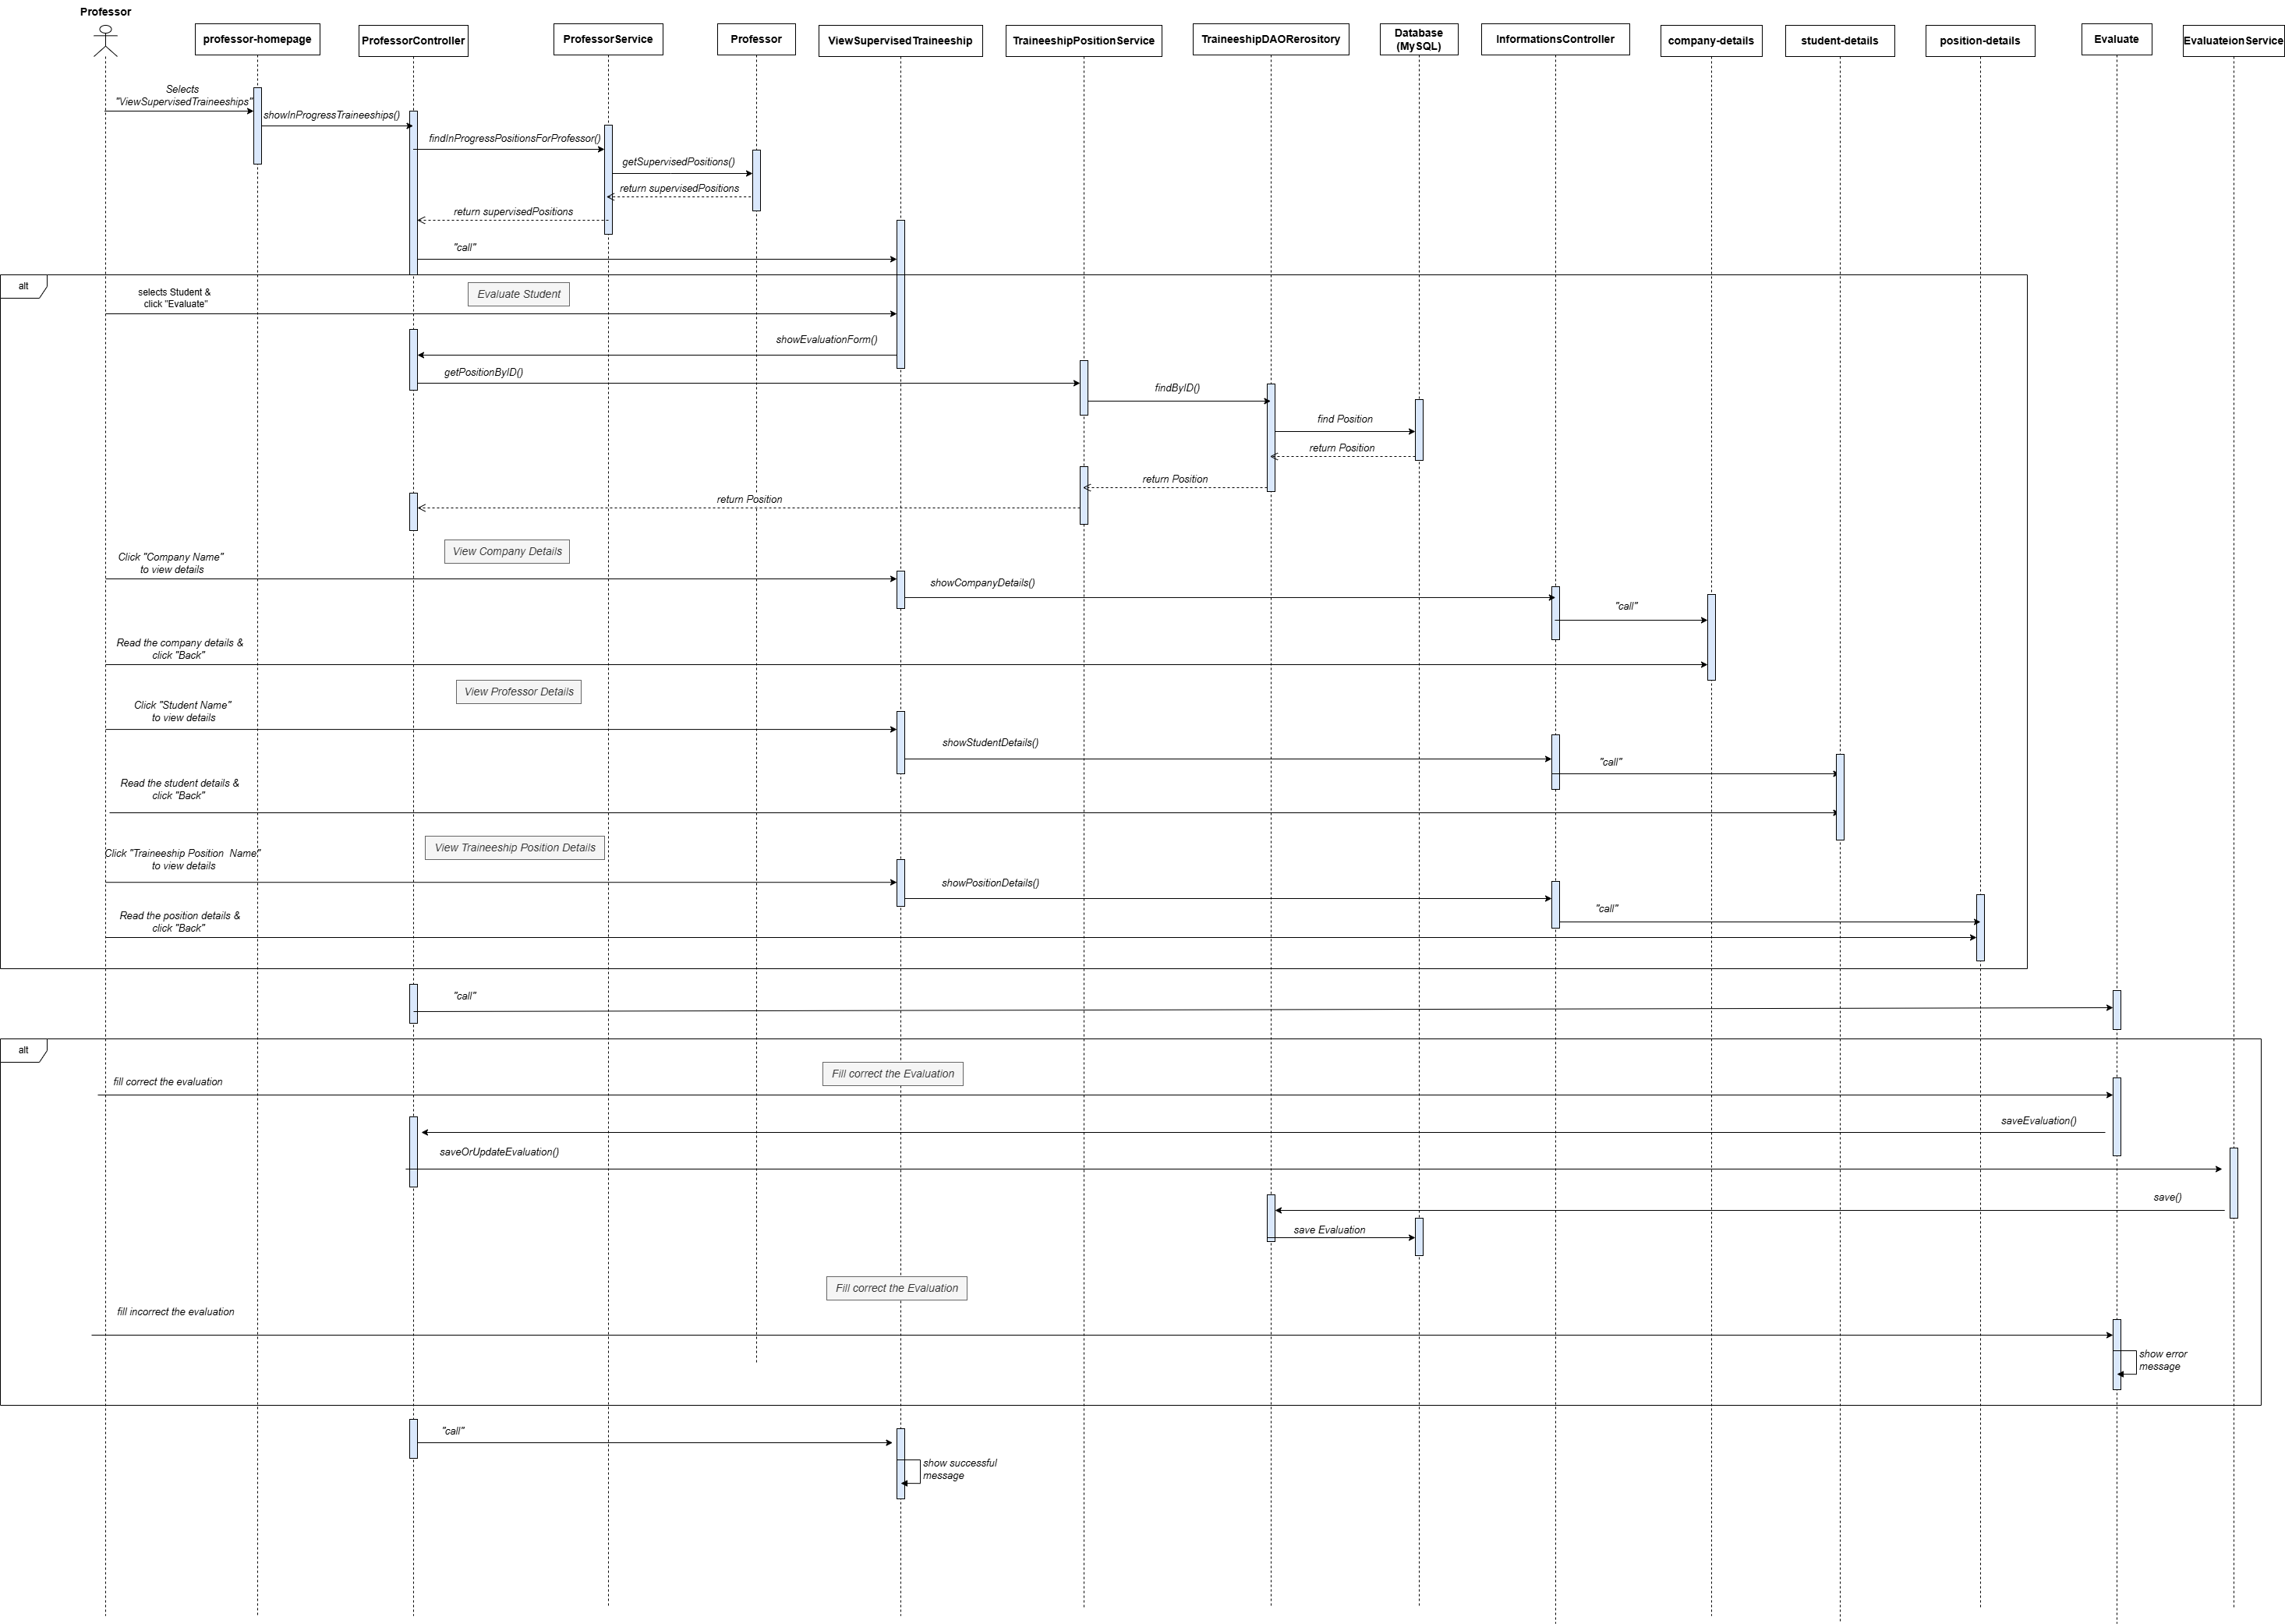 Professor
professor-homepage
ProfessorController
ProfessorService
Professor
ViewSupervisedTraineeship
TraineeshipPositionService
TraineeshipDAORerository
Database
(MySQL)
InformationsController
company-details
student-details
position-details
Evaluate
EvaluateionService
Selects
"ViewSupervisedTraineeships"
showInProgressTraineeships()
findInProgressPositionsForProfessor()
getSupervisedPositions()
return supervisedPositions
return supervisedPositions
"call"
alt
selects Student &
click "Evaluate"
Evaluate Student
showEvaluationForm()
getPositionByID()
findByID()
find Position
return Position
return Position
return Position
View Company Details
Click "Company Name"
to view details
showCompanyDetails()
"call"
Read the company details &
click "Back"
View Professor Details
Click "Student Name"
to view details
showStudentDetails()
"call"
Read the student details &
click "Back"
View Traineeship Position Details
Click "Traineeship Position  Name"
to view details
showPositionDetails()
"call"
Read the position details &
click "Back"
"call"
alt
Fill correct the Evaluation
fill correct the evaluation
saveEvaluation()
saveOrUpdateEvaluation()
save()
save Evaluation
Fill correct the Evaluation
fill incorrect the evaluation
show error
message
"call"
show successful
message